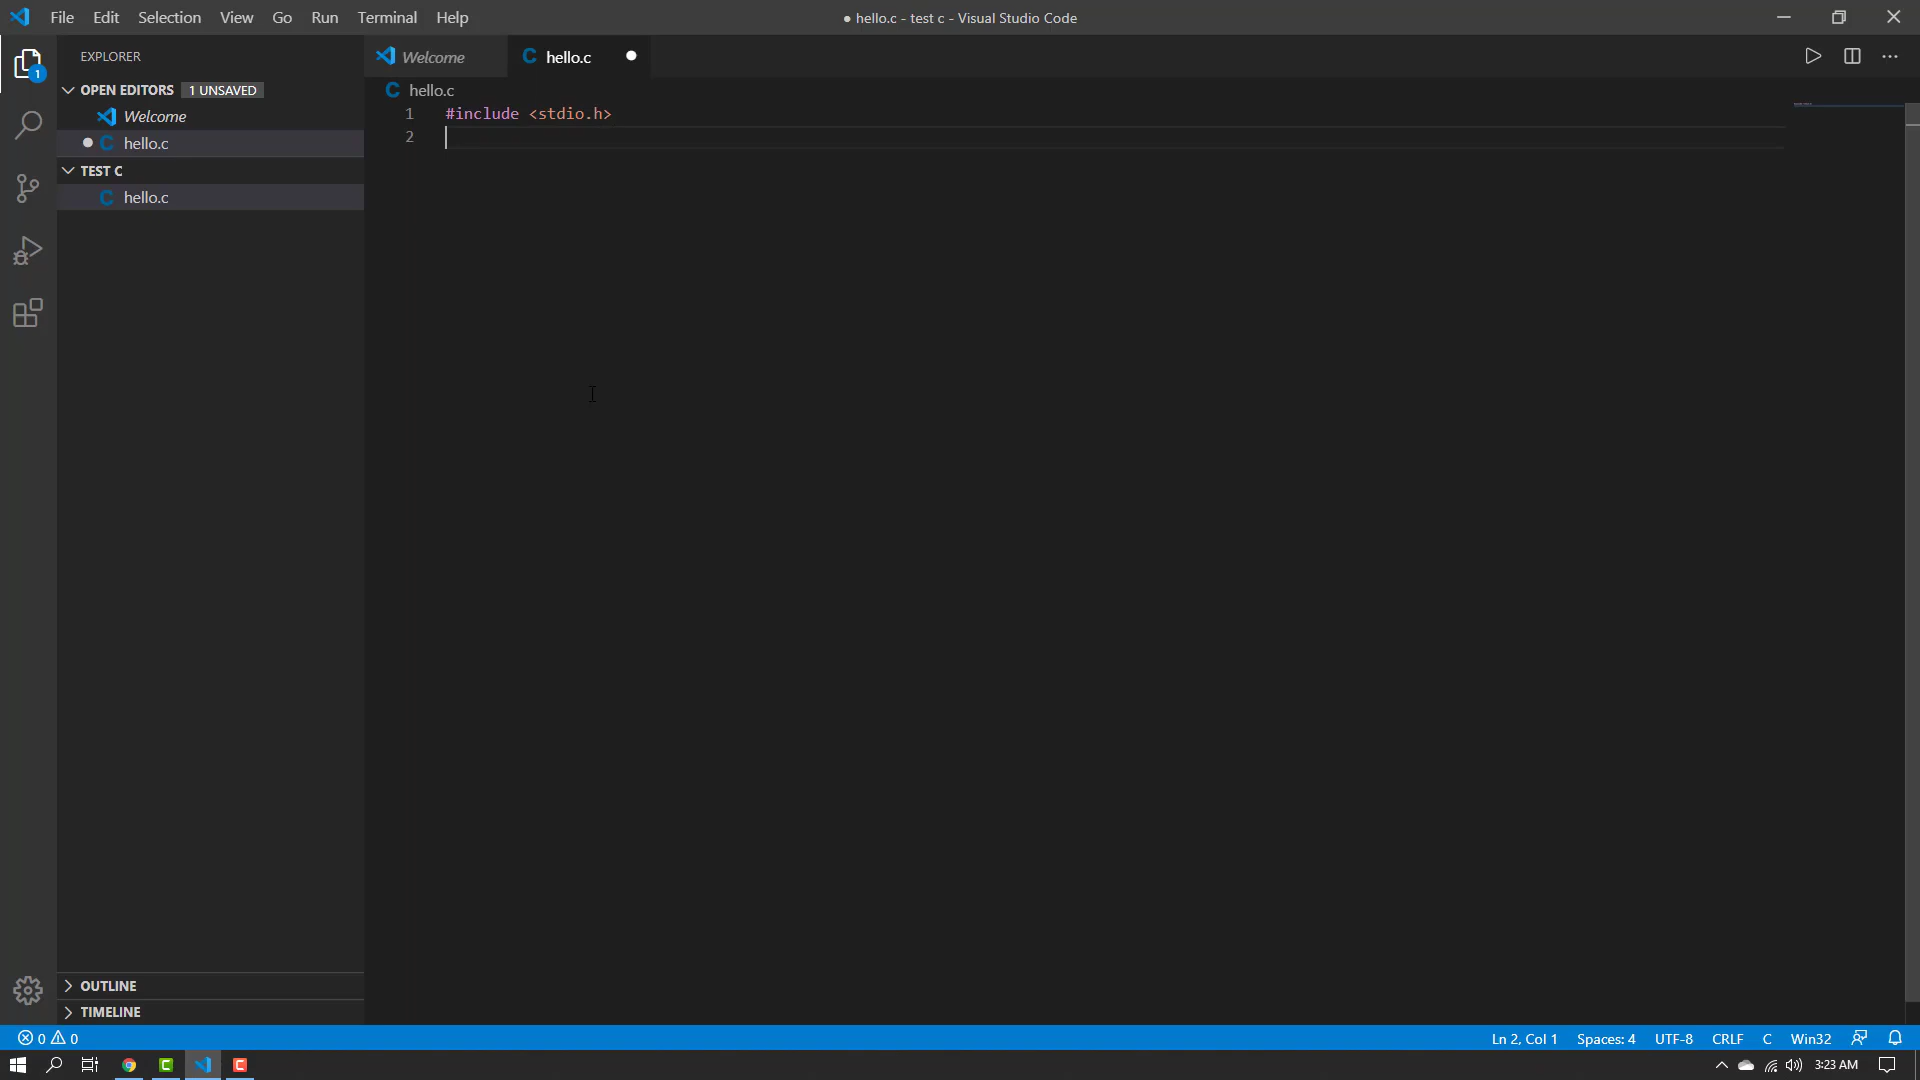 File Edit Selection View Go Run Terminal Help
● hello.c - test c - Visual Studio Code
EXPLORER
OPEN EDITORS 1 UNSAVED
Welcome
hello.c
TEST C
hello.c
OUTLINE
TIMELINE
Welcome
hello.c
hello.c
1 #include <stdio.h>
2
1
0 0
Ln 2, Col 1 Spaces: 4 UTF-8 CRLF C Win32
3:23 AM